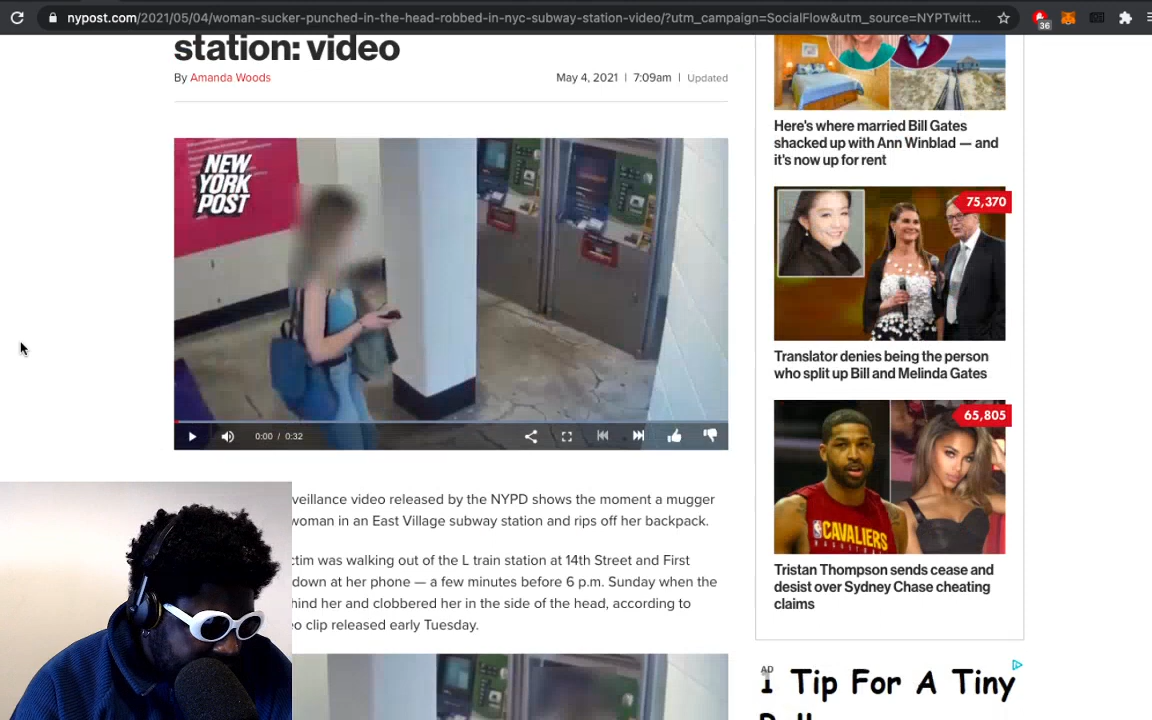 nypost.com/2021/05/04/woman-sucker-punched-in-the-head-robbed-in-nyc-subway-station-video/?utm_campaign=SocialFlow&utm_source=NYPTwitt...
36
station: video
By Amanda Woods
May 4, 2021 | 7:09am | Updated
NEW
YORK
POST
0:00 / 0:32
veillance video released by the NYPD shows the moment a mugger
woman in an East Village subway station and rips off her backpack.
ctim was walking out of the L train station at 14th Street and First
down at her phone — a few minutes before 6 p.m. Sunday when the
hind her and clobbered her in the side of the head, according to
eo clip released early Tuesday.
Here's where married Bill Gates
shacked up with Ann Winblad — and
it's now up for rent
75,370
Translator denies being the person
who split up Bill and Melinda Gates
65,805
CAVALIERS
Tristan Thompson sends cease and
desist over Sydney Chase cheating
claims
AD
1 Tip For A Tiny